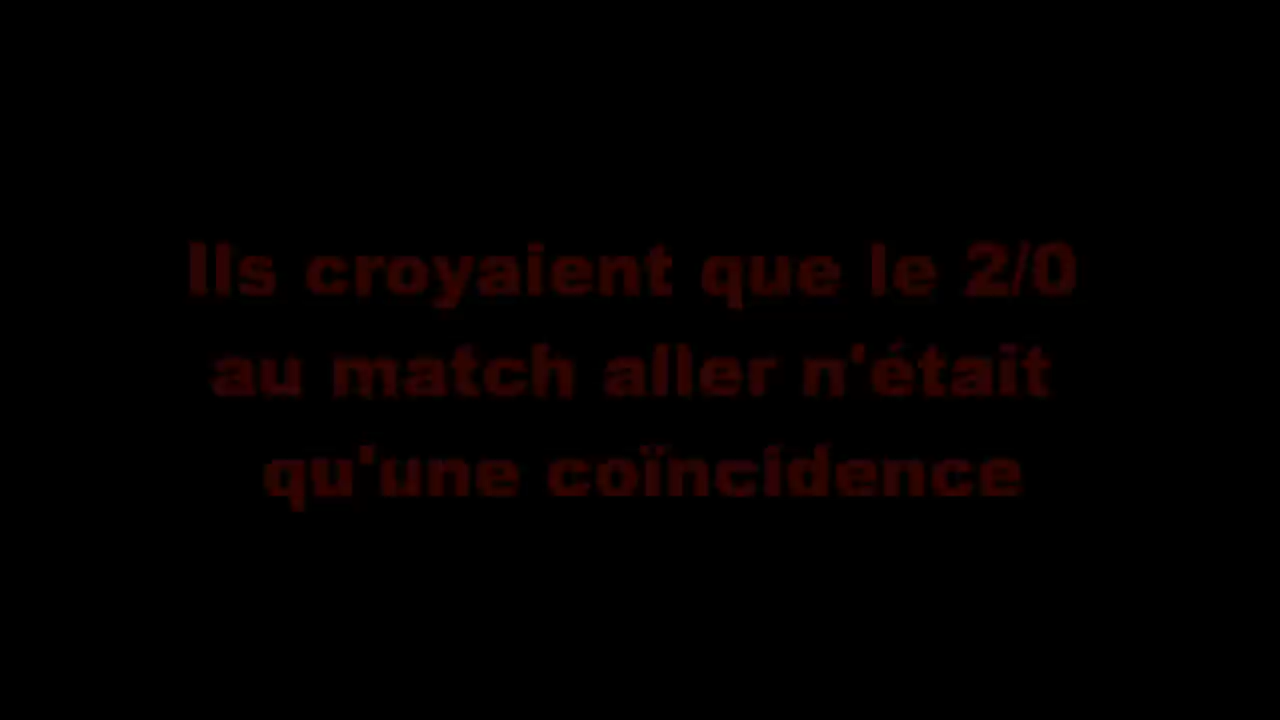 Ils croyaient que le 2/0
au match aller n'était
qu'une coïncidence